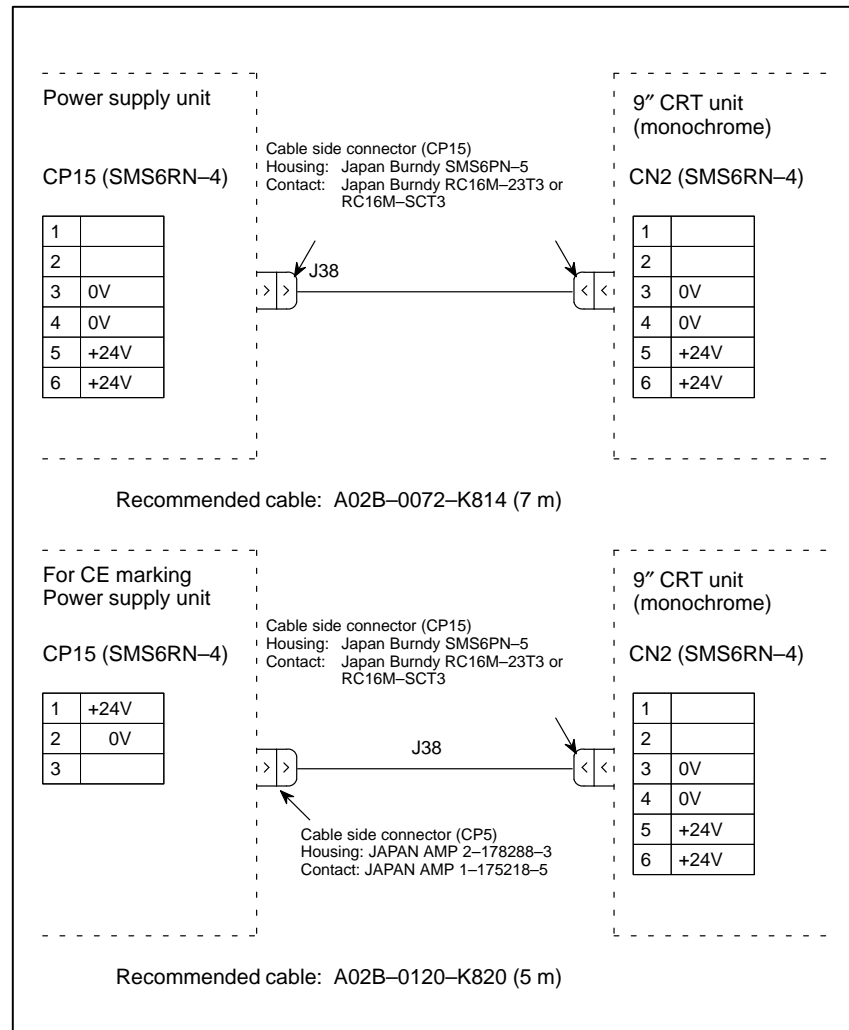 Power supply unit
9″ CRT unit
(monochrome)
Cable side connector (CP15)
Housing: Japan Burndy SMS6PN–5
Contact: Japan Burndy RC16M–23T3 or
RC16M–SCT3
CP15 (SMS6RN–4)
CN2 (SMS6RN–4)
1
2
3 0V
4 0V
5 +24V
6 +24V
> >
J38
< <
1
2
3 0V
4 0V
5 +24V
6 +24V
Recommended cable: A02B–0072–K814 (7 m)
For CE marking
Power supply unit
9″ CRT unit
(monochrome)
Cable side connector (CP15)
Housing: Japan Burndy SMS6PN–5
Contact: Japan Burndy RC16M–23T3 or
RC16M–SCT3
CP15 (SMS6RN–4)
CN2 (SMS6RN–4)
1 +24V
2 0V
3
> >
J38
< <
1
2
3 0V
4 0V
5 +24V
6 +24V
Cable side connector (CP5)
Housing: JAPAN AMP 2–178288–3
Contact: JAPAN AMP 1–175218–5
Recommended cable: A02B–0120–K820 (5 m)